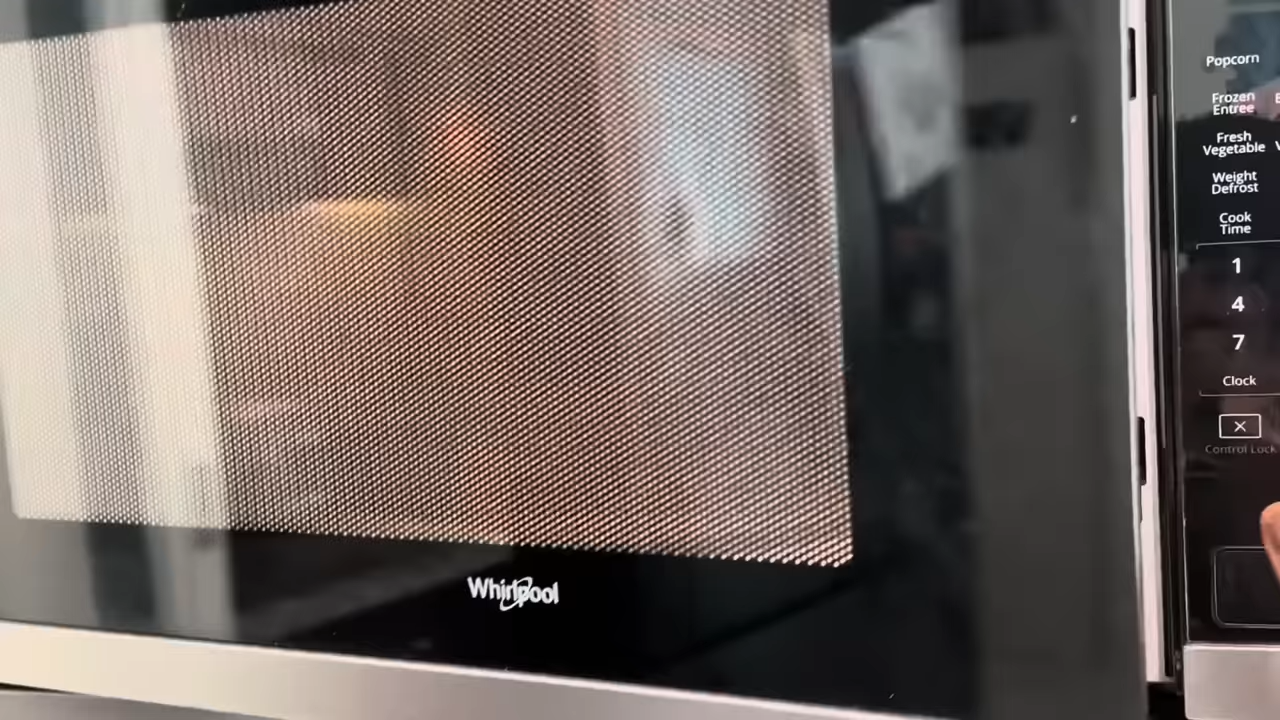 Popcorn
Frozen
Entree
Fresh
Vegetable
Weight
Defrost
Cook
Time
1
4
7
Clock
Control Lock
Whirlpool